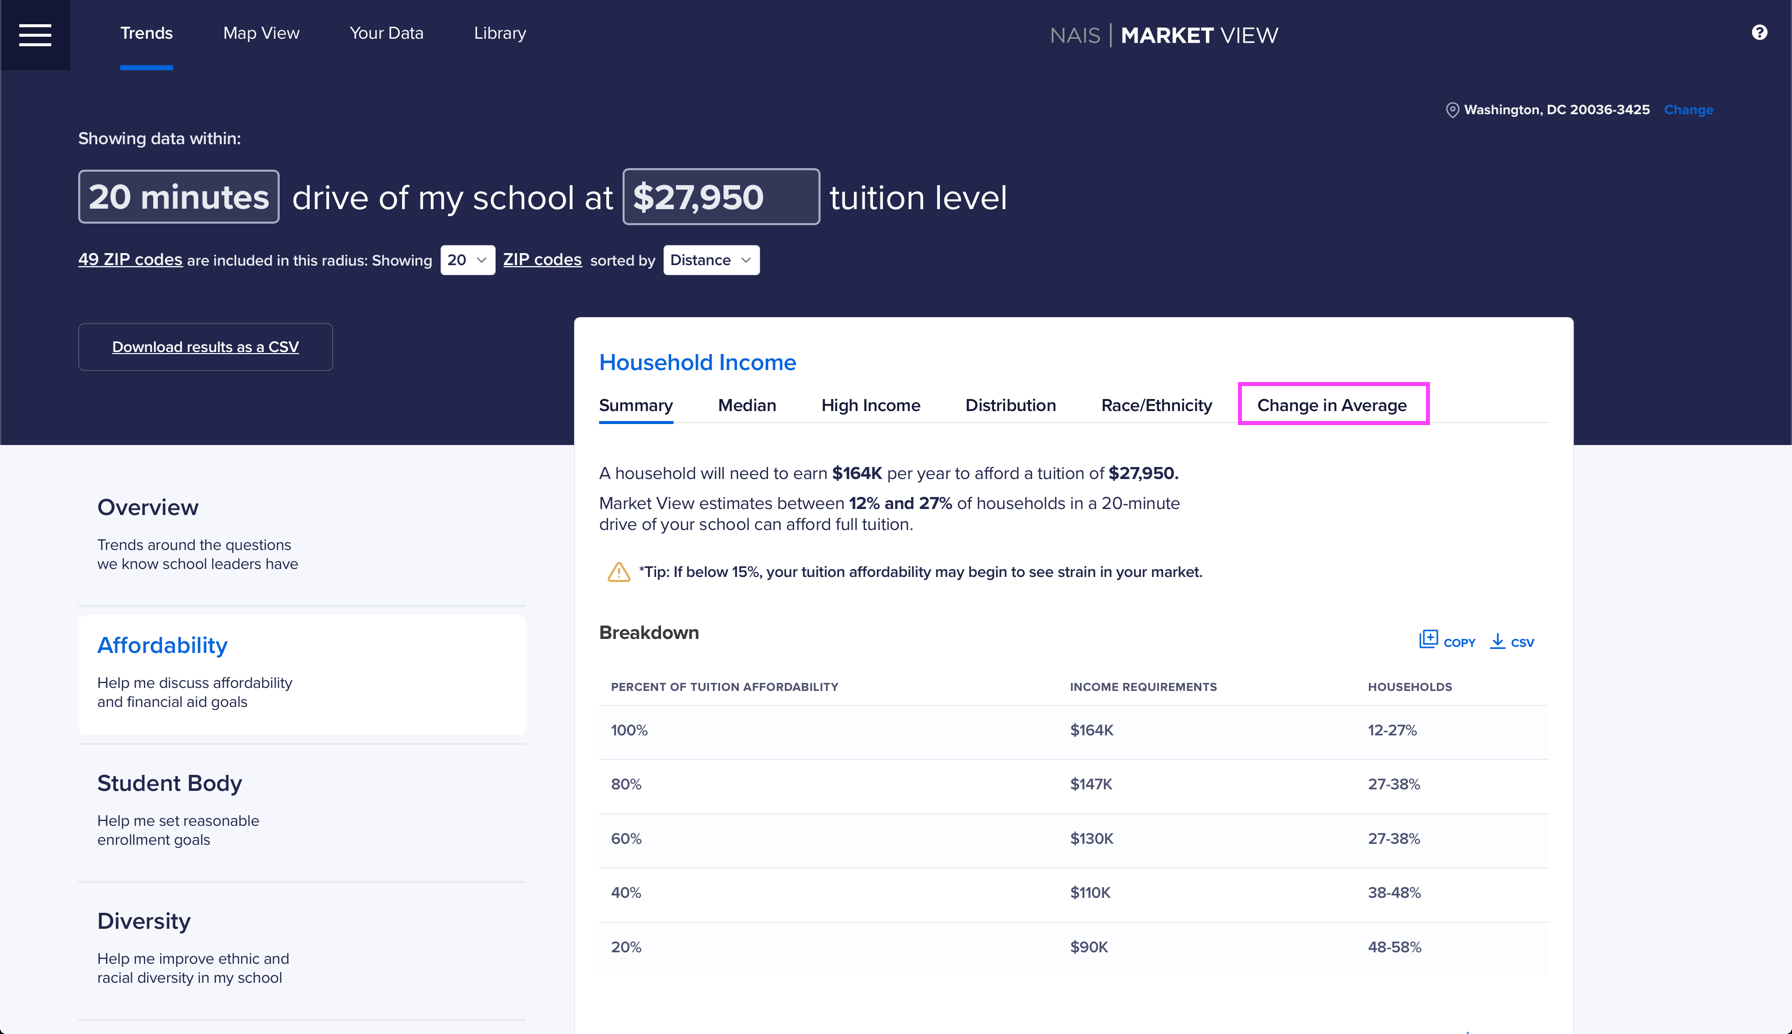 Trends
Map View
Your Data
Library
NAIS | MARKET VIEW
?
Washington, DC 20036-3425 Change
Showing data within:
20 minutes drive of my school at $27,950 tuition level
49 ZIP codes are included in this radius: Showing 20 ZIP codes sorted by Distance
Download results as a CSV
Household Income
Summary
Median
High Income
Distribution
Race/Ethnicity
Change in Average
A household will need to earn $164K per year to afford a tuition of $27,950.
Market View estimates between 12% and 27% of households in a 20-minute
drive of your school can afford full tuition.
*Tip: If below 15%, your tuition affordability may begin to see strain in your market.
Breakdown
COPY
CSV
PERCENT OF TUITION AFFORDABILITY INCOME REQUIREMENTS HOUSEHOLDS
100% $164K 12-27%
80% $147K 27-38%
60% $130K 27-38%
40% $110K 38-48%
20% $90K 48-58%
Overview
Trends around the questions
we know school leaders have
Affordability
Help me discuss affordability
and financial aid goals
Student Body
Help me set reasonable
enrollment goals
Diversity
Help me improve ethnic and
racial diversity in my school